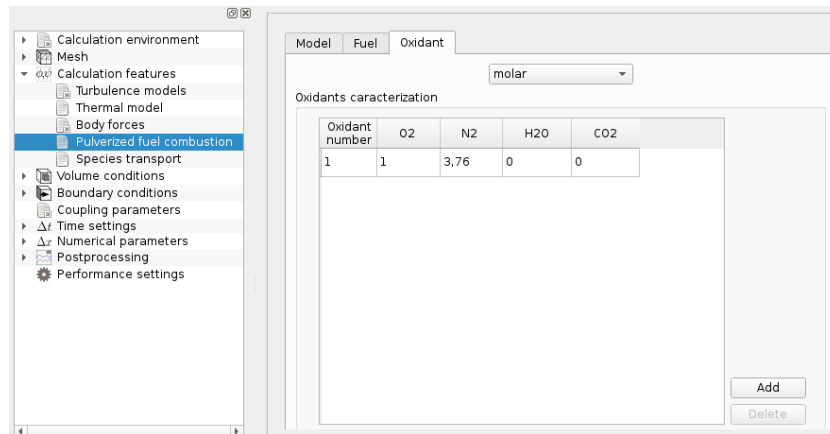 Calculation environment
Mesh
φ,ψ Calculation features
Turbulence models
Thermal model
Body forces
Pulverized fuel combustion
Species transport
Volume conditions
Boundary conditions
Coupling parameters
Δt Time settings
Δx Numerical parameters
Postprocessing
Performance settings
Model Fuel Oxidant
molar
Oxidants caracterization
Oxidant number O2 N2 H2O CO2
1 1 3,76 0 0
Add
Delete